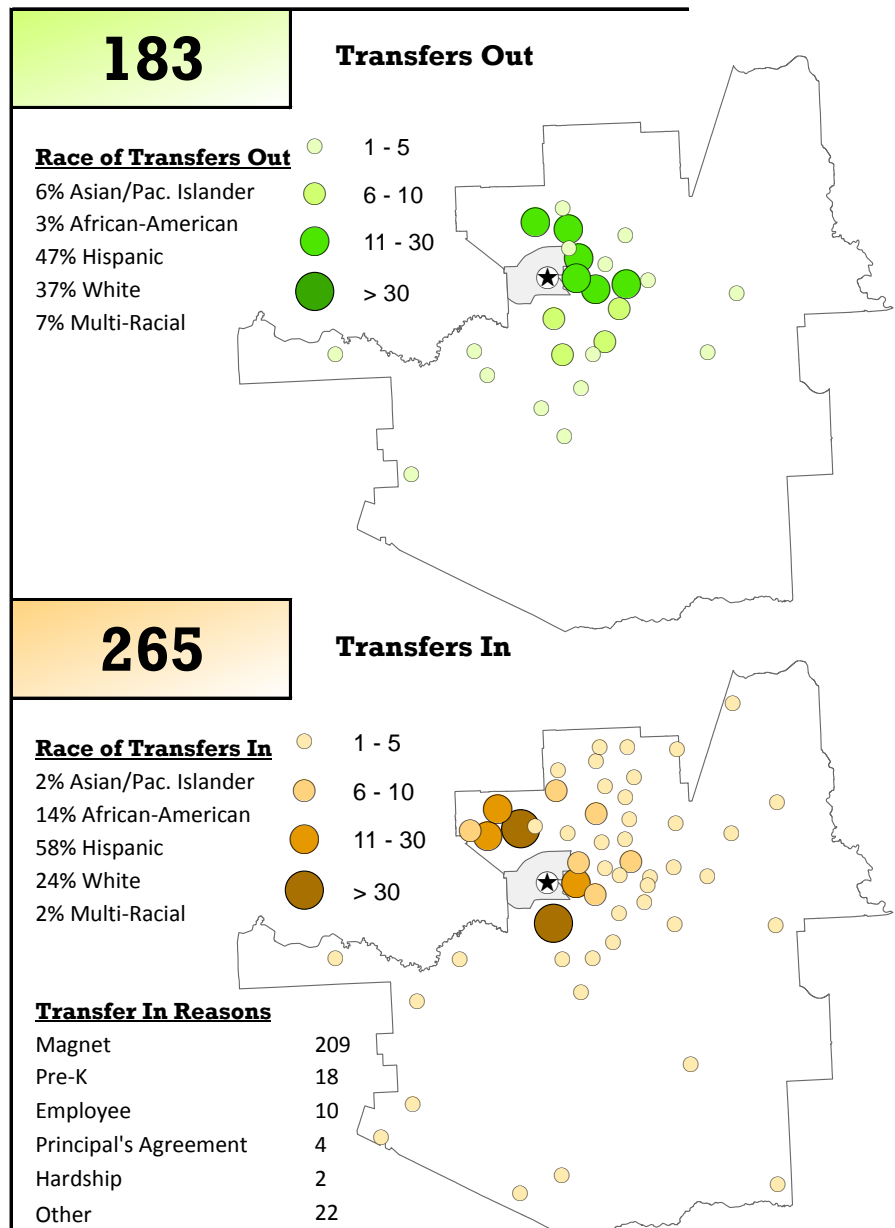 183
Transfers Out
Race of Transfers Out
6% Asian/Pac. Islander
3% African-American
47% Hispanic
37% White
7% Multi-Racial
1 - 5
6 - 10
11 - 30
> 30
265
Transfers In
Race of Transfers In
2% Asian/Pac. Islander
14% African-American
58% Hispanic
24% White
2% Multi-Racial
1 - 5
6 - 10
11 - 30
> 30
Transfer In Reasons
Magnet 209
Pre-K 18
Employee 10
Principal's Agreement 4
Hardship 2
Other 22